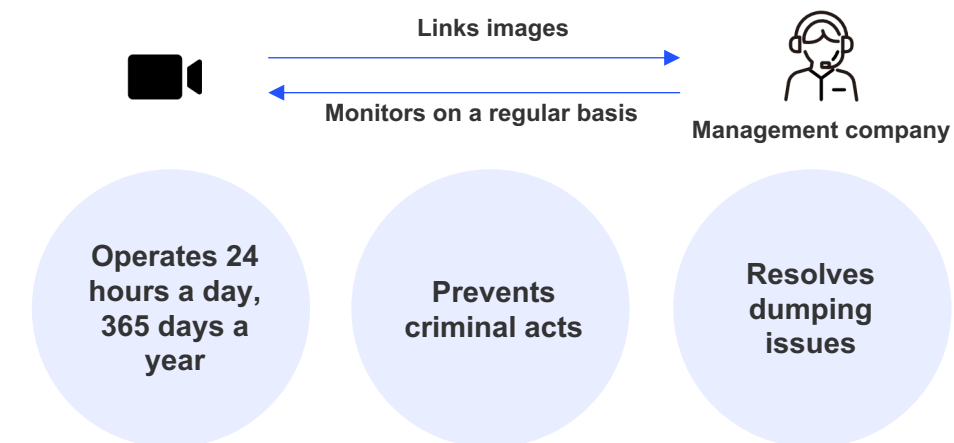 Links images
Monitors on a regular basis
Management company
Operates 24
hours a day,
365 days a
year
Prevents
criminal acts
Resolves
dumping
issues